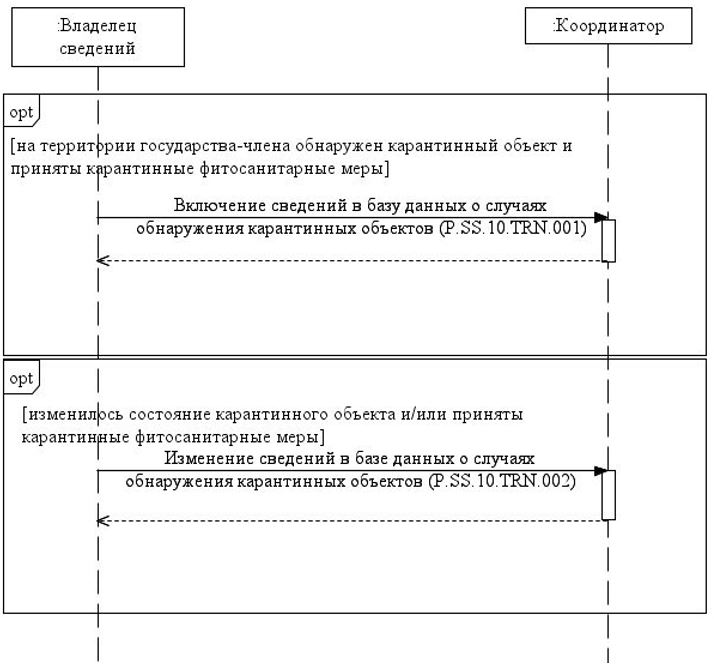 :Владелец
сведений
:Координатор
opt
[на территории государства-члена обнаружен карантинный объект и
приняты карантинные фитосанитарные меры]
Включение сведений в базу данных о случаях
обнаружения карантинных объектов (P.SS.10.TRN.001)
opt
[изменилось состояние карантинного объекта и/или приняты
карантинные фитосанитарные меры]
Изменение сведений в базе данных о случаях
обнаружения карантинных объектов (P.SS.10.TRN.002)